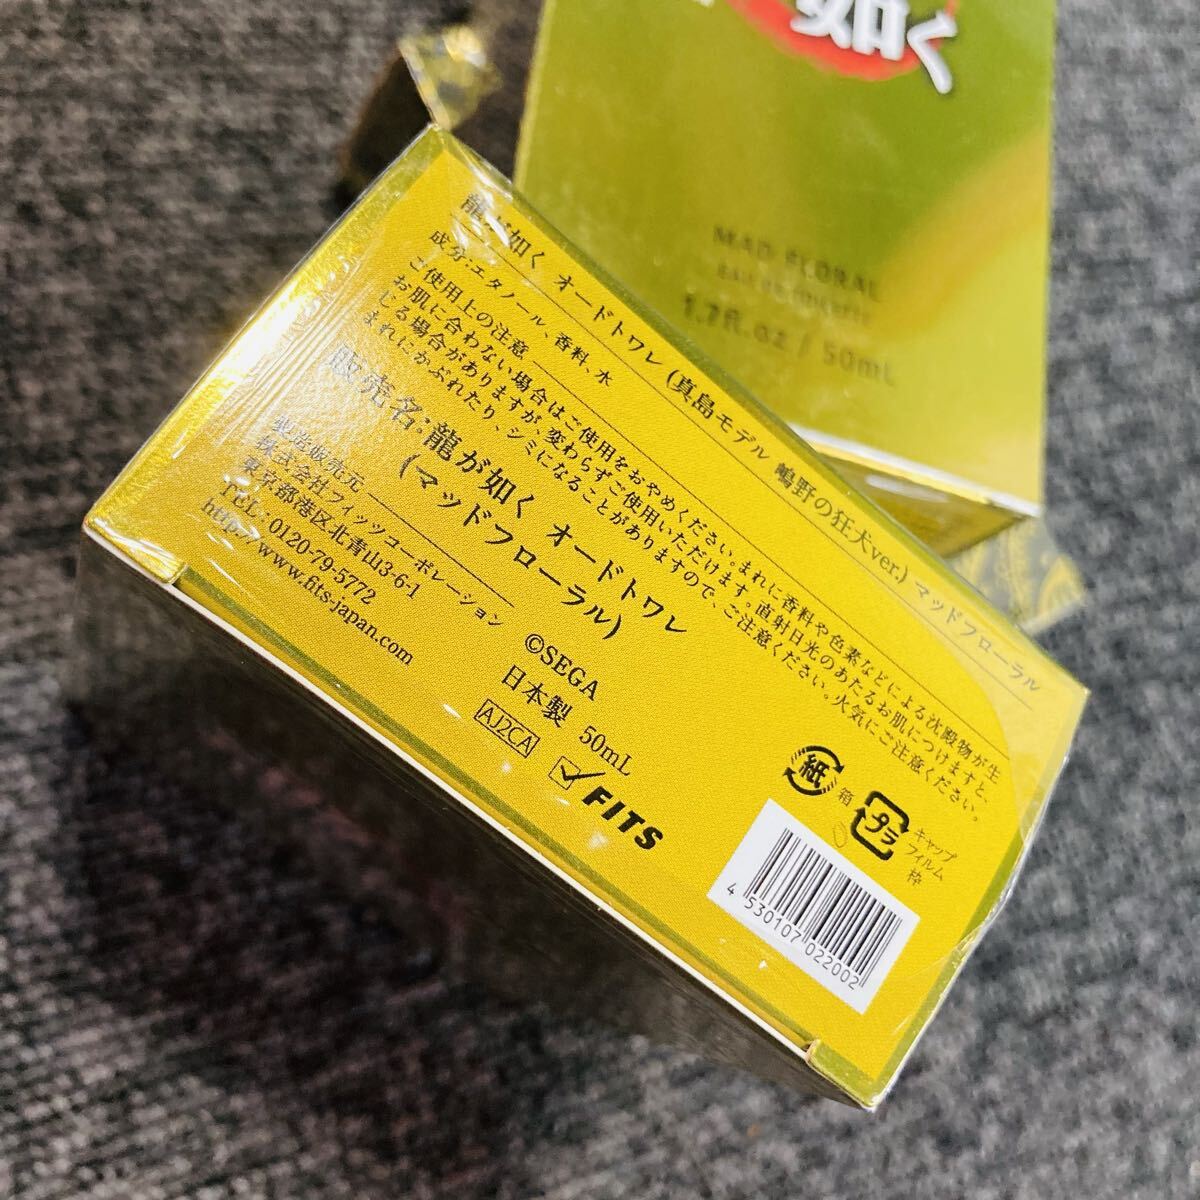 如く
MAD FLORAL
EAU DE TOILETTE
1.7fl.oz / 50mL
龍が如く オードトワレ (真島モデル 嶋野の狂犬ver.) マッドフローラル
成分:エタノール、香料、水
ご使用上の注意
お肌に合わない場合はご使用をおやめください。まれに香料や色素などによる沈殿物が生
じる場合がありますが、変わらずご使用いただけます。直射日光のあたるお肌につけますと、
まれにかぶれたり、シミになることがありますので、ご注意ください。火気にご注意ください。
販売名:龍が如く オードトワレ
(マッドフローラル)
製造販売元
株式会社フィッツコーポレーション
東京都港区北青山3-6-1
TEL:0120-79-5772
http://www.fits-japan.com
©SEGA
日本製 50mL
AJ2CA
FITS
紙
箱
プラ
キャップ
フィルム
枠
4 530107 022002